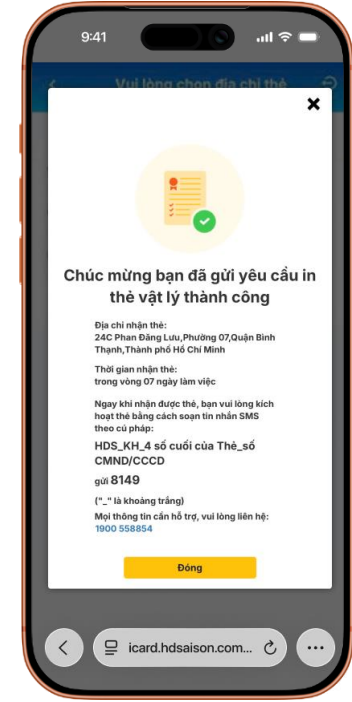 9:41
Vui lòng chọn địa chỉ thẻ
Chúc mừng bạn đã gửi yêu cầu in
thẻ vật lý thành công
Địa chỉ nhận thẻ:
24C Phan Đăng Lưu,Phường 07,Quận Bình
Thạnh,Thành phố Hồ Chí Minh
Thời gian nhận thẻ:
trong vòng 07 ngày làm việc
Ngay khi nhận được thẻ, bạn vui lòng kích
hoạt thẻ bằng cách soạn tin nhắn SMS
theo cú pháp:
HDS_KH_4 số cuối của Thẻ_số
CMND/CCCD
gửi 8149
("_" là khoảng trắng)
Mọi thông tin cần hỗ trợ, vui lòng liên hệ:
1900 558854
Đóng
icard.hdsaison.com...